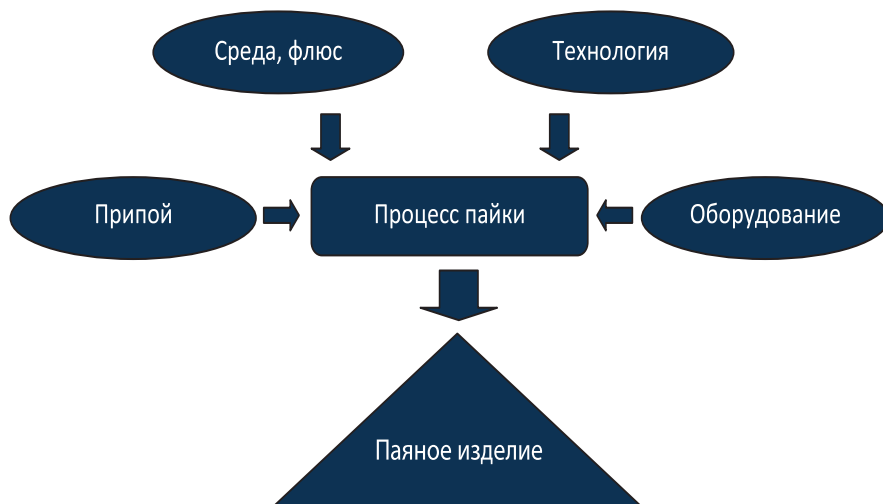 Среда, флюс
Технология
Припой
Процесс пайки
Оборудование
Паяное изделие